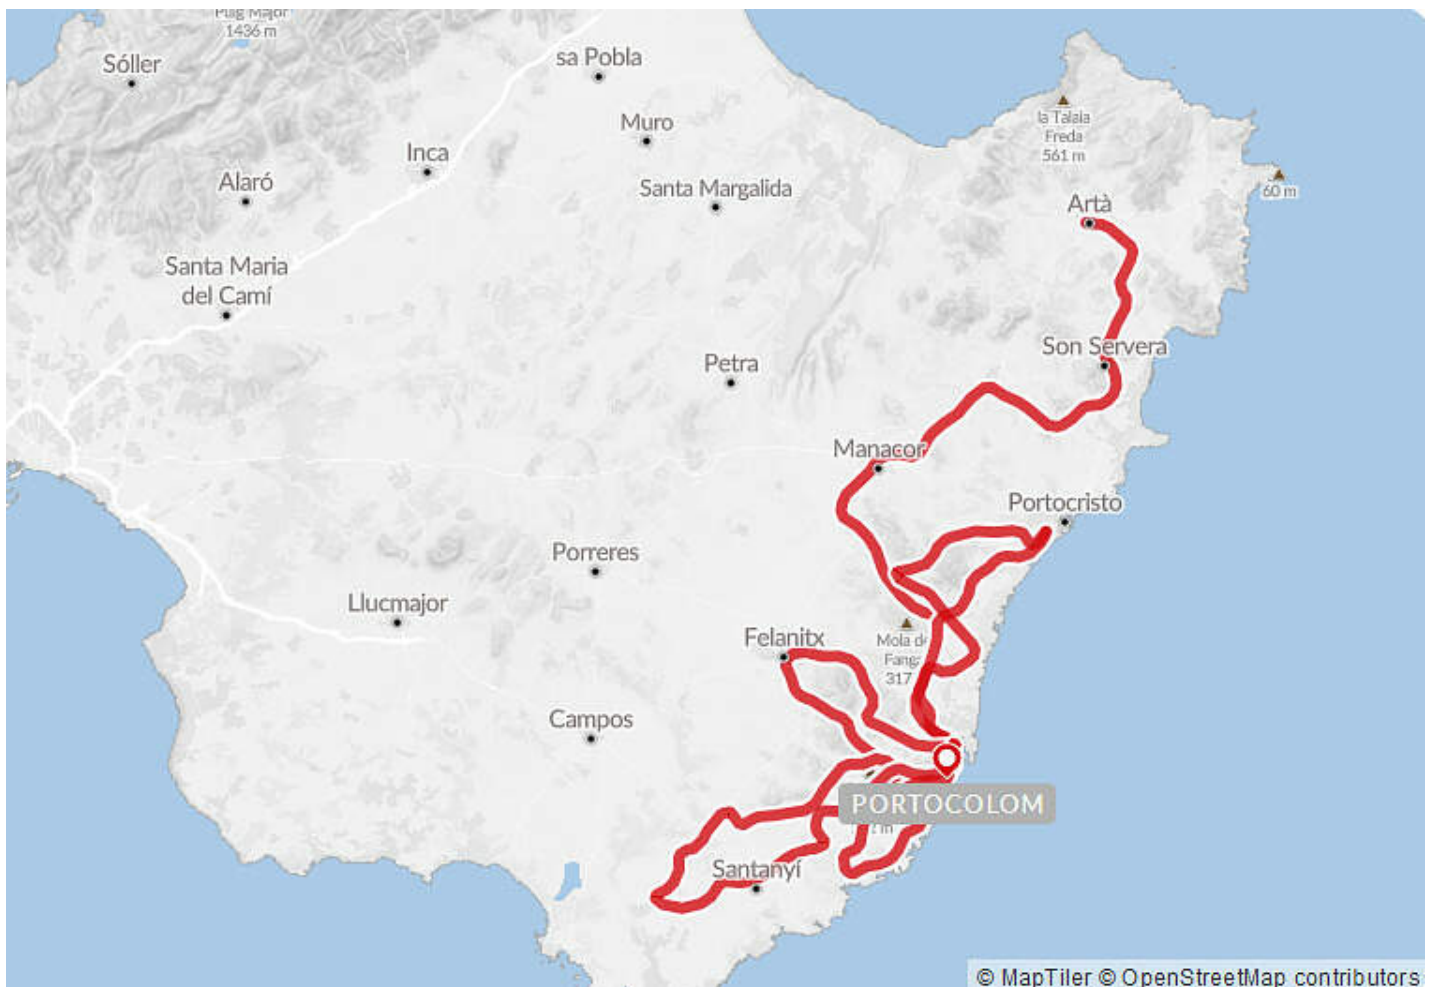 Puig Major
1436 m
Sóller
sa Pobla
la Talaia
Freda
561 m
Muro
Inca
Alaró
Santa Margalida
60 m
Artà
Santa Maria
del Camí
Son Servera
Petra
Manacor
Portocristo
Porreres
Llucmajor
Felanitx
Mola de
Fang
317
Campos
PORTOCOLOM
m
Santanyí
© MapTiler © OpenStreetMap contributors